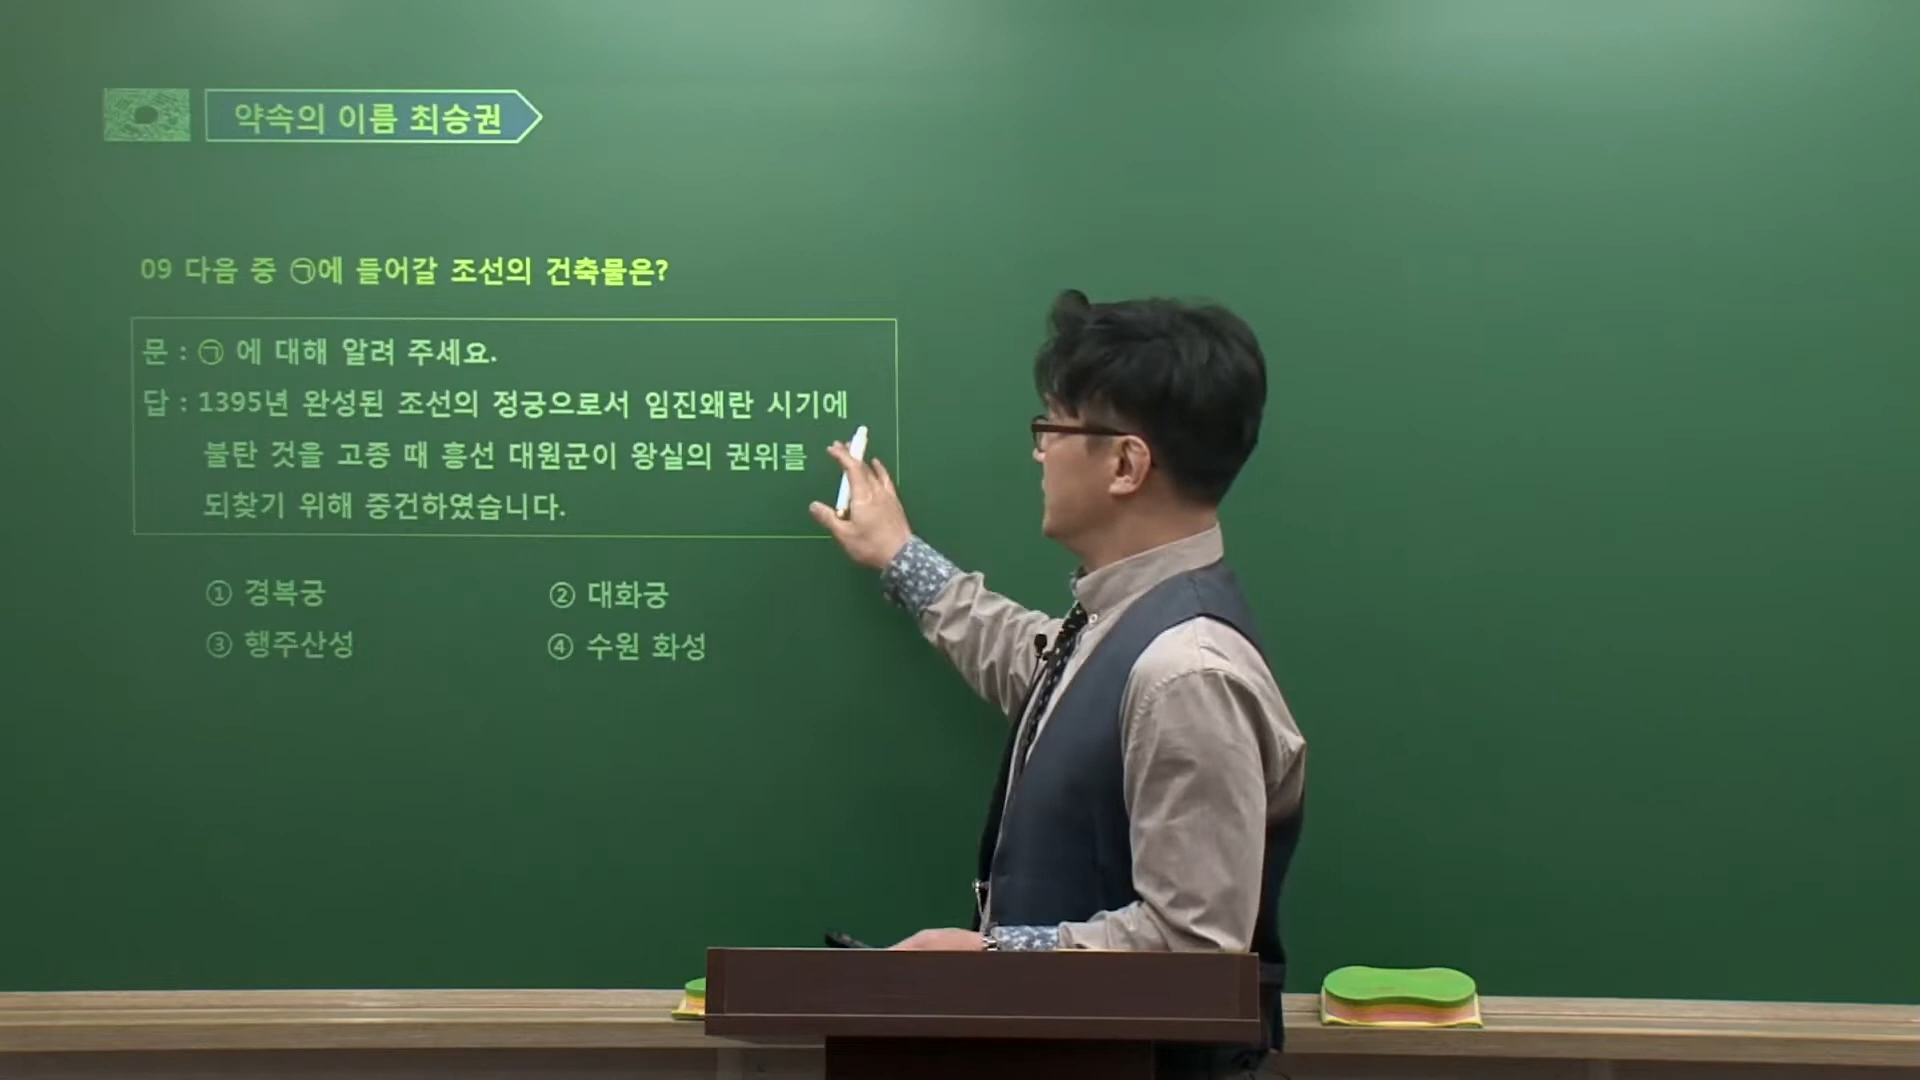 약속의 이름 최승권
09 다음 중 ㉠에 들어갈 조선의 건축물은?
문 : ㉠ 에 대해 알려 주세요.
답 : 1395년 완성된 조선의 정궁으로서 임진왜란 시기에
불탄 것을 고종 때 흥선 대원군이 왕실의 권위를
되찾기 위해 중건하였습니다.
① 경복궁 ② 대화궁
③ 행주산성 ④ 수원 화성